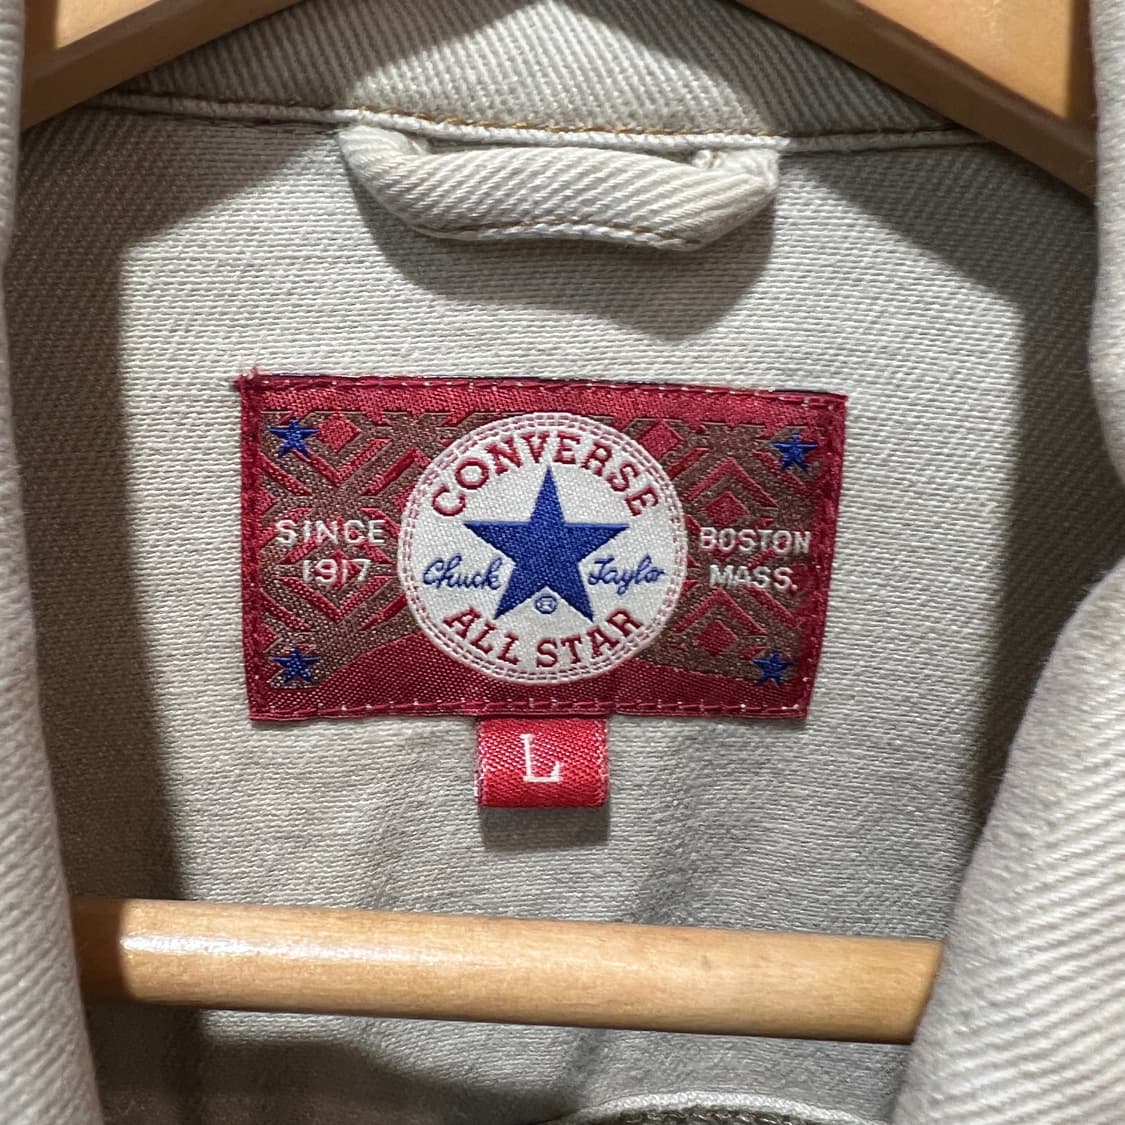 CONVERSE
SINCE
1917
Chuck Taylor
®
ALL STAR
BOSTON
MASS.
L